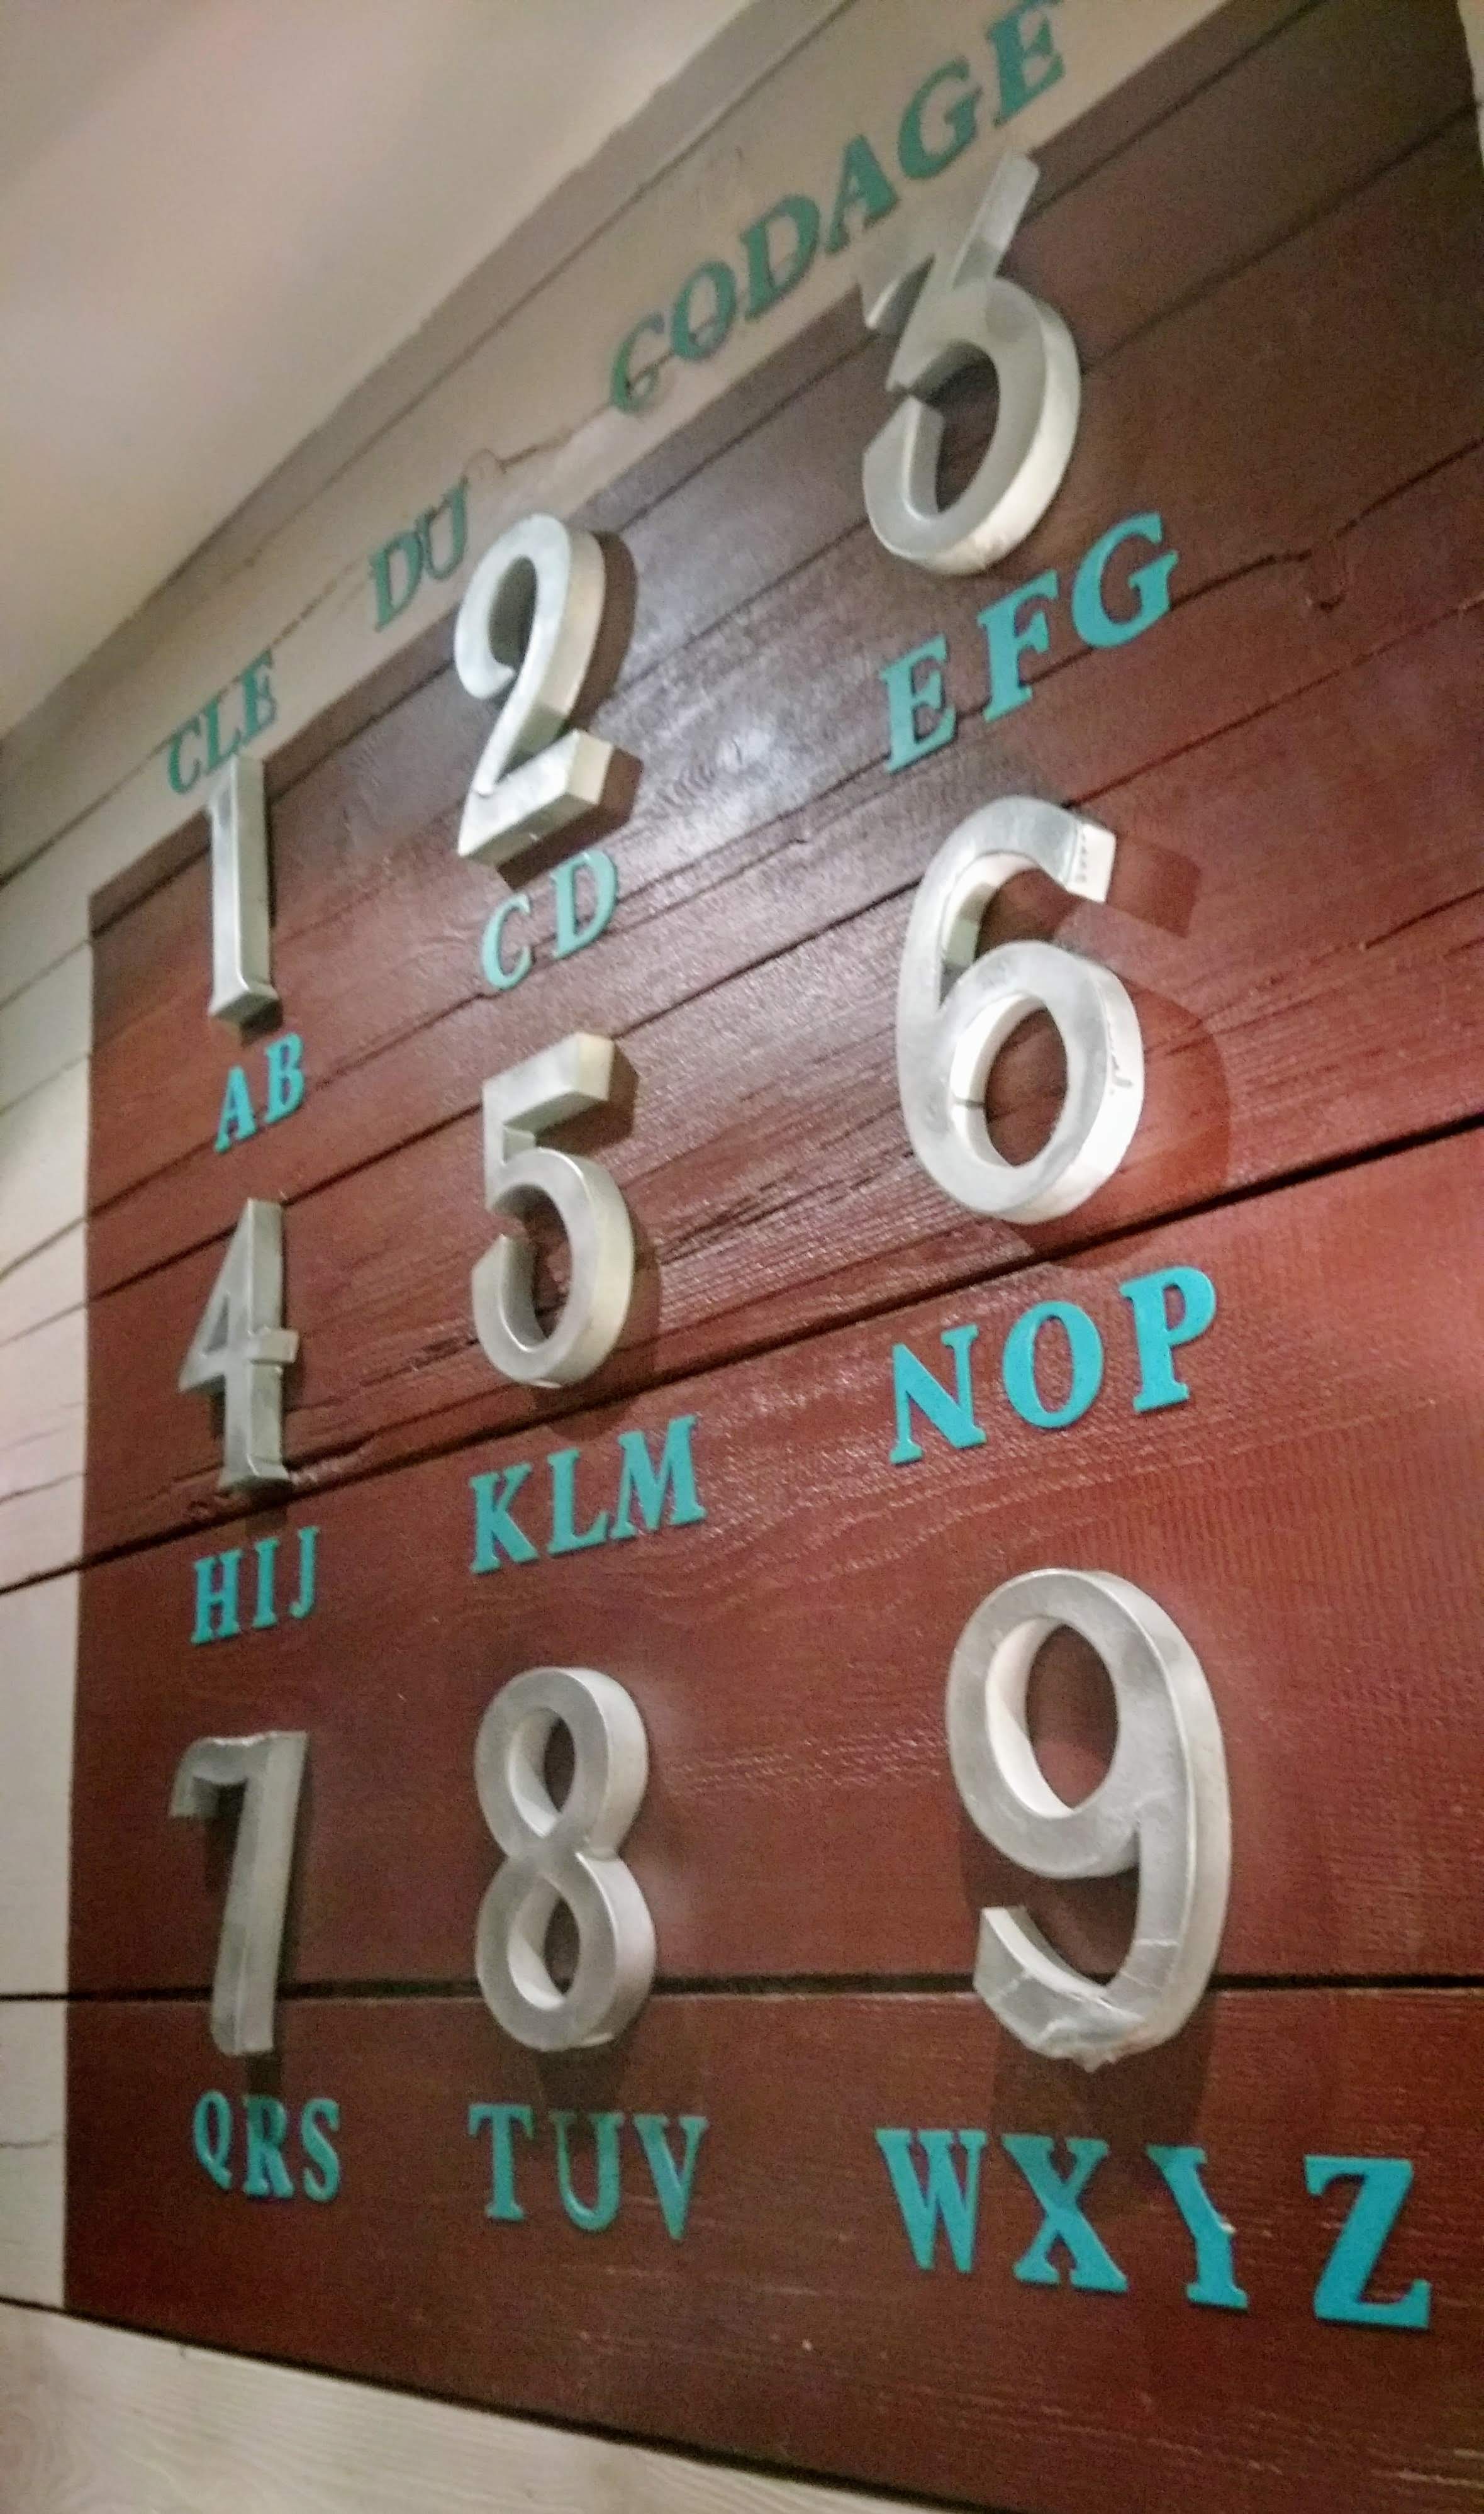 CLE DU CODAGE
1 2 3
AB CD EFG
4 5 6
HIJ KLM NOP
7 8 9
QRS TUV WXYZ